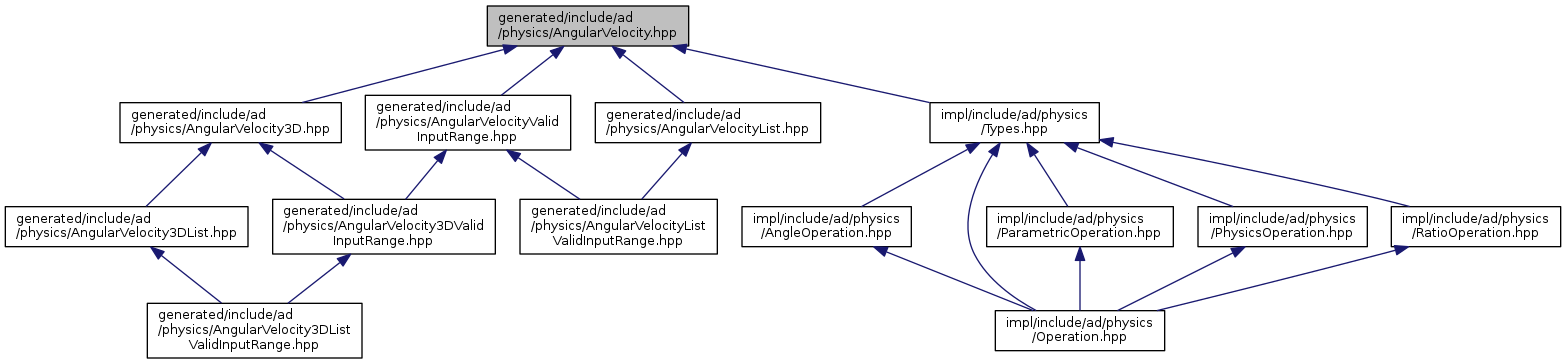 generated/include/ad
/physics/AngularVelocity.hpp
generated/include/ad
/physics/AngularVelocity3D.hpp
generated/include/ad
/physics/AngularVelocityValid
InputRange.hpp
generated/include/ad
/physics/AngularVelocityList.hpp
impl/include/ad/physics
/Types.hpp
generated/include/ad
/physics/AngularVelocity3DList.hpp
generated/include/ad
/physics/AngularVelocity3DValid
InputRange.hpp
generated/include/ad
/physics/AngularVelocityList
ValidInputRange.hpp
impl/include/ad/physics
/AngleOperation.hpp
impl/include/ad/physics
/ParametricOperation.hpp
impl/include/ad/physics
/PhysicsOperation.hpp
impl/include/ad/physics
/RatioOperation.hpp
generated/include/ad
/physics/AngularVelocity3DList
ValidInputRange.hpp
impl/include/ad/physics
/Operation.hpp